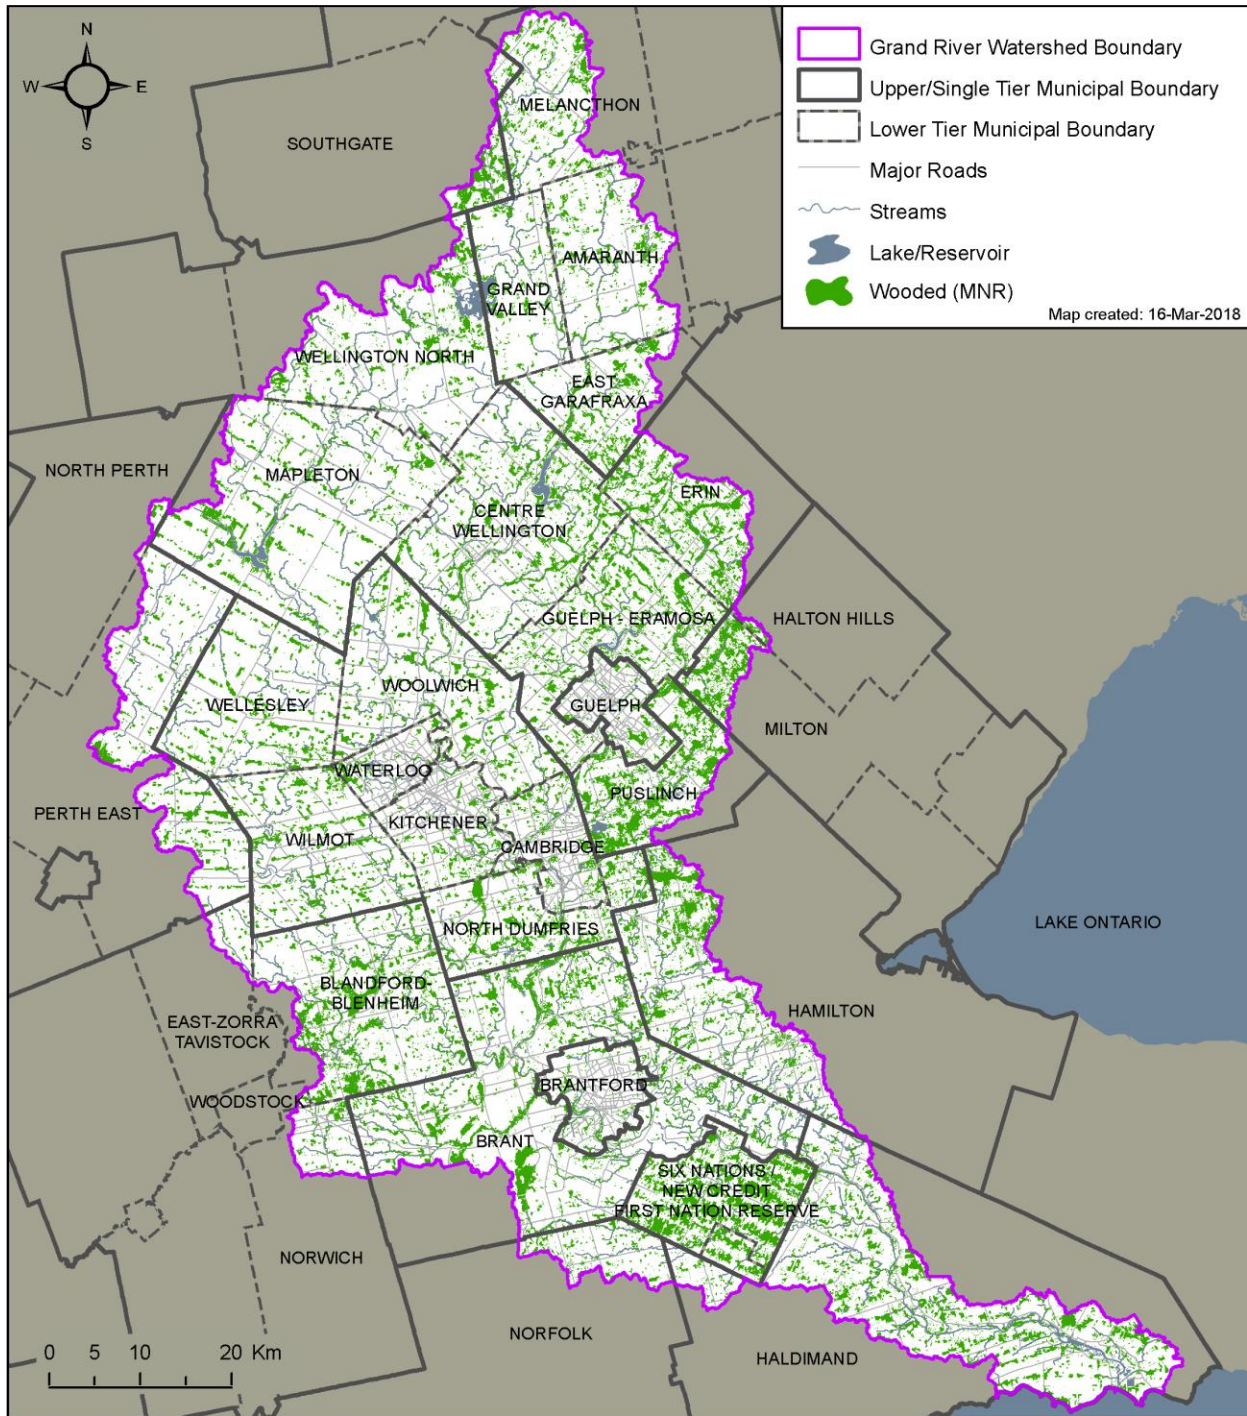 N
W
E
S
Grand River Watershed Boundary
Upper/Single Tier Municipal Boundary
Lower Tier Municipal Boundary
Major Roads
Streams
Lake/Reservoir
Wooded (MNR)
Map created: 16-Mar-2018
MELANCTHON
SOUTHGATE
AMARANTH
GRAND
VALLEY
WELLINGTON NORTH
EAST
GARAFRAXA
NORTH PERTH
MAPLETON
ERIN
CENTRE
WELLINGTON
GUELPH - ERAMOSA
HALTON HILLS
WOOLWICH
WELLESLEY
GUELPH
MILTON
WATERLOO
PUSLINCH
PERTH EAST
KITCHENER
WILMOT
CAMBRIDGE
NORTH DUMFRIES
LAKE ONTARIO
BLANDFORD-
BLENHEIM
HAMILTON
EAST-ZORRA
TAVISTOCK
BRANTFORD
WOODSTOCK
BRANT
SIX NATIONS /
NEW CREDIT
FIRST NATION RESERVE
NORWICH
NORFOLK
HALDIMAND
0 5 10 20 Km